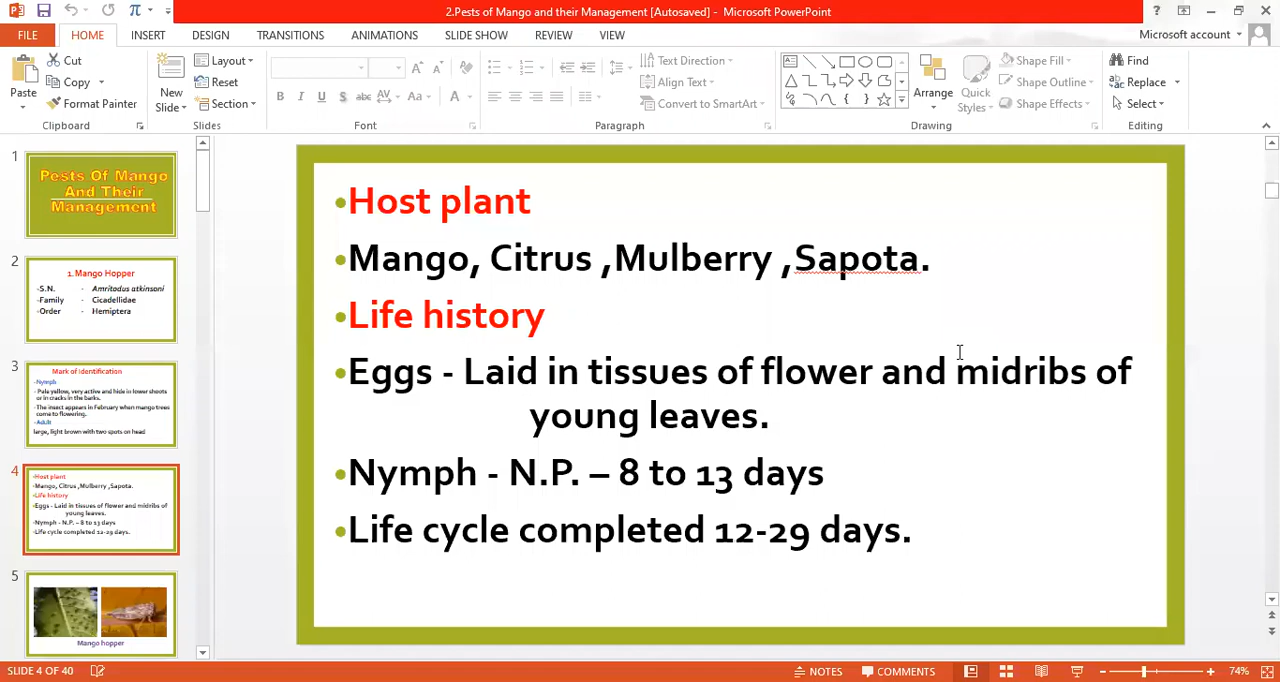 2.Pests of Mango and their Management [Autosaved] - Microsoft PowerPoint
FILE HOME INSERT DESIGN TRANSITIONS ANIMATIONS SLIDE SHOW REVIEW VIEW Microsoft account
Paste
Cut
Copy
Format Painter
Clipboard
New
Slide
Layout
Reset
Section
Slides
B I U S abc AV Aa A
Font
Text Direction
Align Text
Convert to SmartArt
Paragraph
Arrange
Quick
Styles
Shape Fill
Shape Outline
Shape Effects
Drawing
Find
Replace
Select
Editing
1
Pests Of Mango
And Their
Management
2
1.Mango Hopper
•S.N. - Amritodus atkinsoni
•Family - Cicadellidae
•Order - Hemiptera
3
Mark of Identification
•Nymph
• Pale yellow, very active and hide in lower shoots
or in cracks in the barks.
•The insect appears in February when mango trees
come to flowering.
•Adult
large, light brown with two spots on head
4
•Host plant
•Mango, Citrus ,Mulberry ,Sapota.
•Life history
•Eggs - Laid in tissues of flower and midribs of
young leaves.
•Nymph - N.P. – 8 to 13 days
•Life cycle completed 12-29 days.
5
Mango hopper
•Host plant
•Mango, Citrus ,Mulberry ,Sapota.
•Life history
•Eggs - Laid in tissues of flower and midribs of
young leaves.
•Nymph - N.P. – 8 to 13 days
•Life cycle completed 12-29 days.
SLIDE 4 OF 40 NOTES COMMENTS 74%